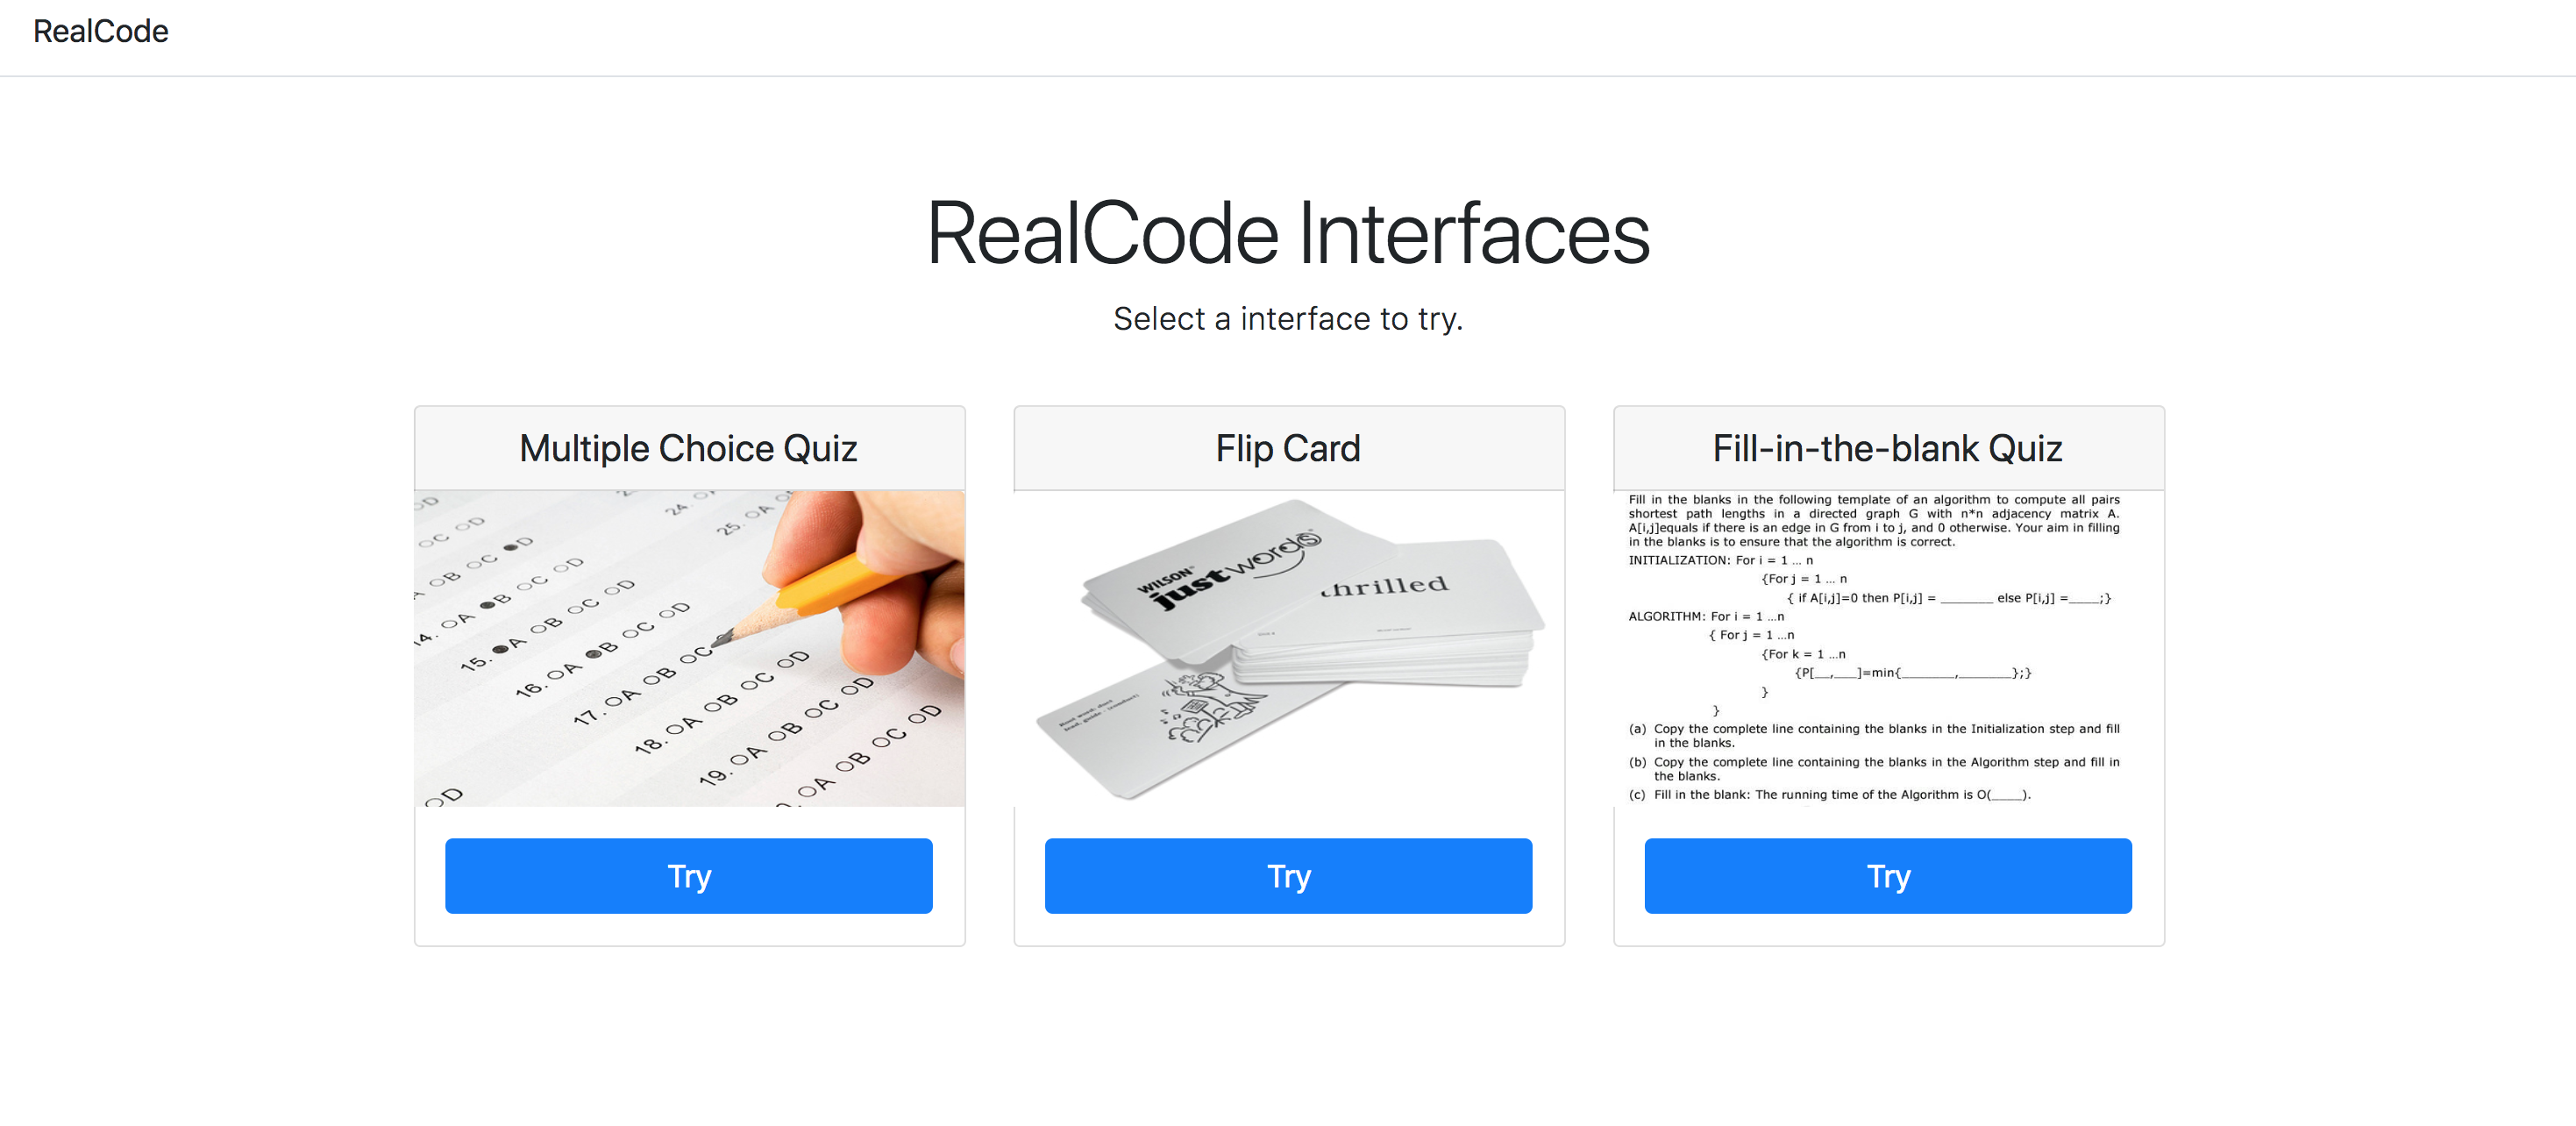 RealCode
RealCode Interfaces
Select a interface to try.
Multiple Choice Quiz
24.
25. OA
OC OD
OB OC D
14. OA B OC OD
15. A OB OC OD
16. OA B OC OD
17. OA OB OC
18. OA OB OC OD
19. OA OB OC OD
OA OB OC OD
OD
Try
Flip Card
WILSON
just words
thrilled
Try
Fill-in-the-blank Quiz
Fill in the blanks in the following template of an algorithm to compute all pairs
shortest path lengths in a directed graph G with n*n adjacency matrix A.
A[i,j]equals if there is an edge in G from i to j, and 0 otherwise. Your aim in filling
in the blanks is to ensure that the algorithm is correct.
INITIALIZATION: For i = 1 ... n
{For j = 1 ... n
{ if A[i,j]=0 then P[i,j] = ________ else P[i,j] =_____;}
ALGORITHM: For i = 1 ...n
{ For j = 1 ...n
{For k = 1 ...n
{P[___,____]=min{________,________};}
}
}
(a) Copy the complete line containing the blanks in the Initialization step and fill
in the blanks.
(b) Copy the complete line containing the blanks in the Algorithm step and fill in
the blanks.
(c) Fill in the blank: The running time of the Algorithm is O(_____).
Try